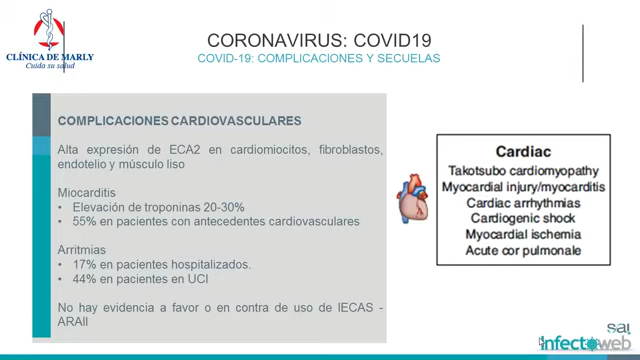 CLÍNICA DE MARLY
Cuida su salud
CORONAVIRUS: COVID19
COVID-19: COMPLICACIONES Y SECUELAS
COMPLICACIONES CARDIOVASCULARES
Alta expresión de ECA2 en cardiomiocitos, fibroblastos,
endotelio y músculo liso
Miocarditis
• Elevación de troponinas 20-30%
• 55% en pacientes con antecedentes cardiovasculares
Arritmias
• 17% en pacientes hospitalizados.
• 44% en pacientes en UCI
No hay evidencia a favor o en contra de uso de IECAS -
ARAII
Cardiac
Takotsubo cardiomyopathy
Myocardial injury/myocarditis
Cardiac arrhythmias
Cardiogenic shock
Myocardial ischemia
Acute cor pulmonale
infectoweb